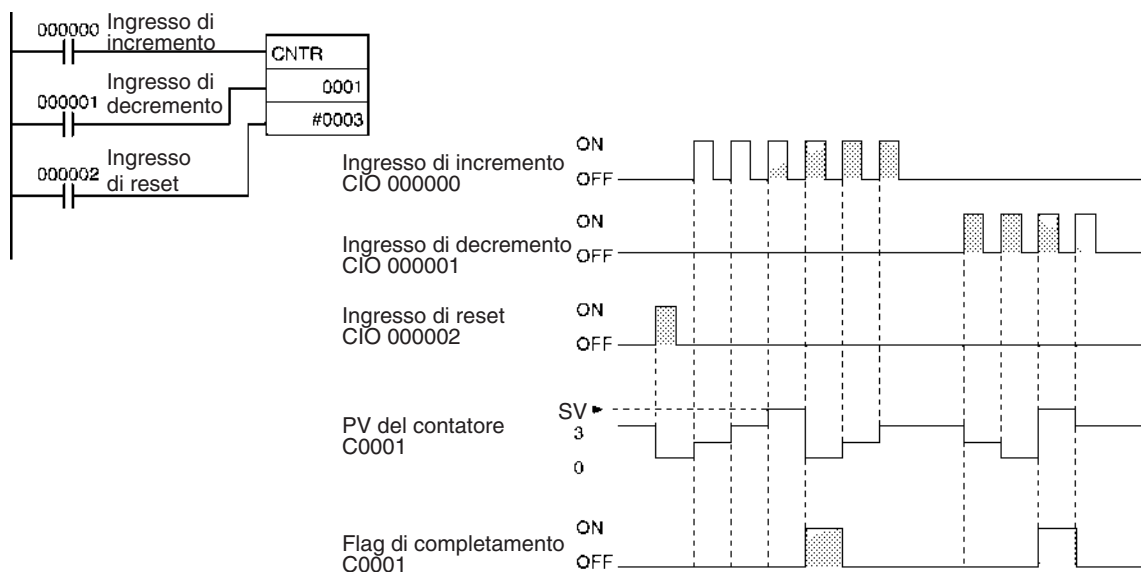 000000 Ingresso di
incremento
CNTR
0001
#0003
000001 Ingresso di
decremento
000002 Ingresso
di reset
Ingresso di incremento
CIO 000000
ON
OFF
Ingresso di decremento
CIO 000001
ON
OFF
Ingresso di reset
CIO 000002
ON
OFF
PV del contatore
C0001
SV
3
0
Flag di completamento
C0001
ON
OFF